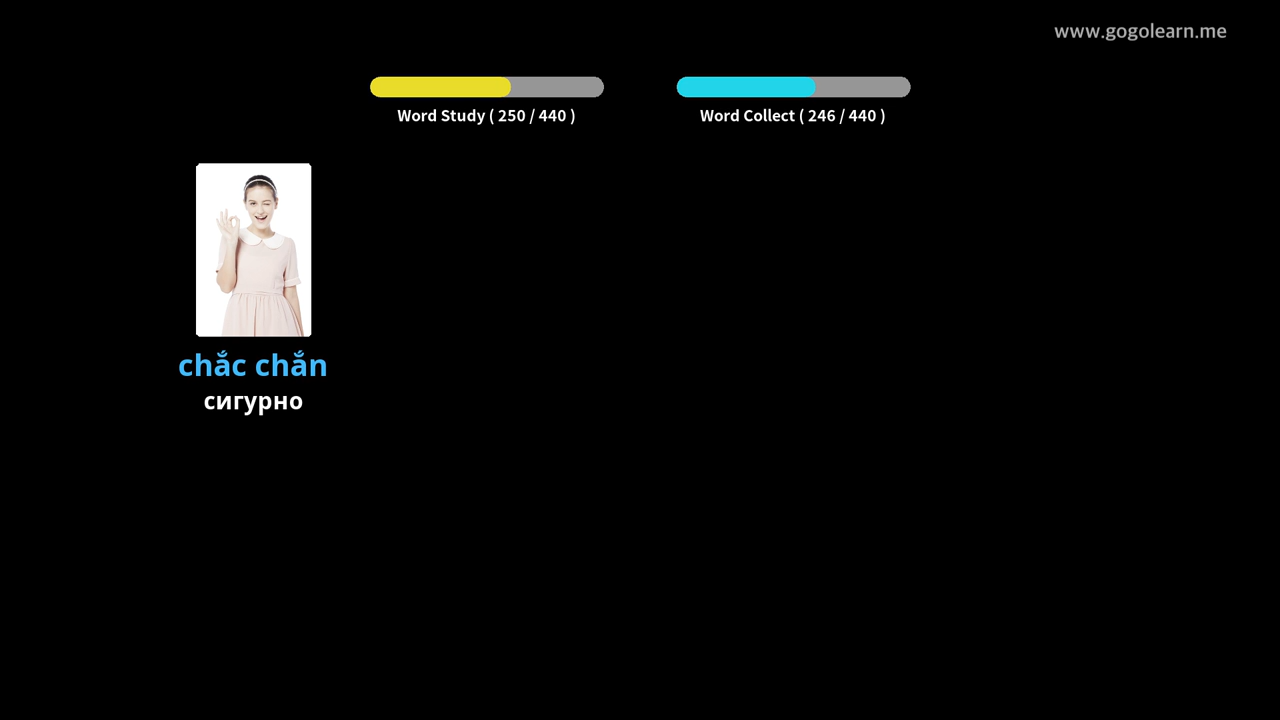 www.gogolearn.me
Word Study ( 250 / 440 )
Word Collect ( 246 / 440 )
chắc chắn
сигурно